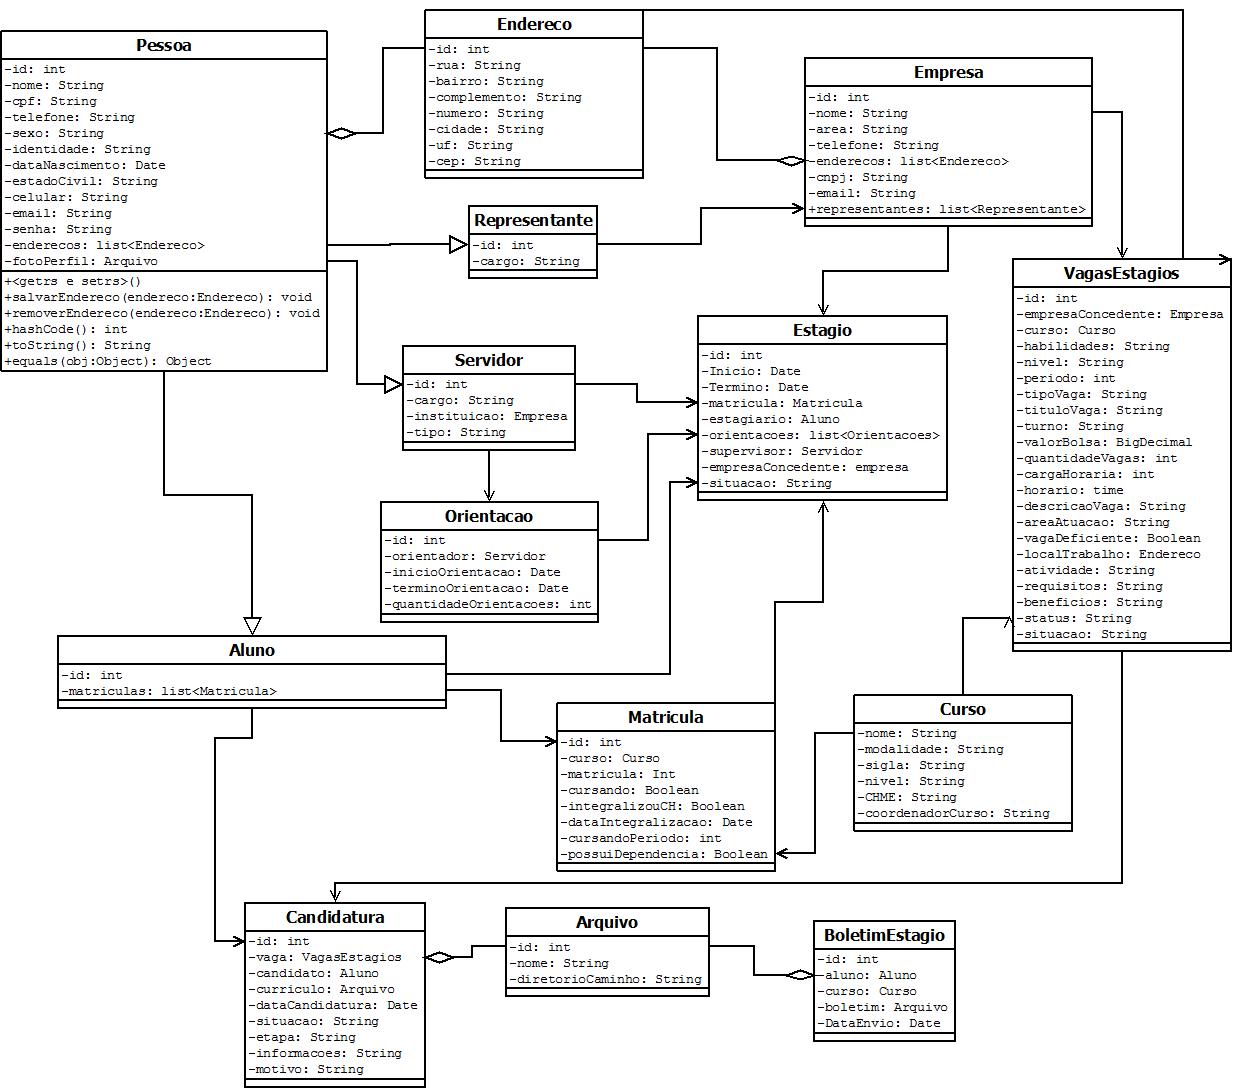 Pessoa
-id: int
-nome: String
-cpf: String
-telefone: String
-sexo: String
-identidade: String
-dataNascimento: Date
-estadoCivil: String
-celular: String
-email: String
-senha: String
-enderecos: list<Endereco>
-fotoPerfil: Arquivo
+<getrs e setrs>()
+salvarEndereco(endereco:Endereco): void
+removerEndereco(endereco:Endereco): void
+hashCode(): int
+toString(): String
+equals(obj:Object): Object
Endereco
-id: int
-rua: String
-bairro: String
-complemento: String
-numero: String
-cidade: String
-uf: String
-cep: String
Empresa
-id: int
-nome: String
-area: String
-telefone: String
-enderecos: list<Endereco>
-cnpj: String
-email: String
+representantes: list<Representante>
Representante
-id: int
-cargo: String
VagasEstagios
-id: int
-empresaConcedente: Empresa
-curso: Curso
-habilidades: String
-nivel: String
-periodo: int
-tipoVaga: String
-tituloVaga: String
-turno: String
-valorBolsa: BigDecimal
-quantidadeVagas: int
-cargaHoraria: int
-horario: time
-descricaoVaga: String
-areaAtuacao: String
-vagaDeficiente: Boolean
-localTrabalho: Endereco
-atividade: String
-requisitos: String
-beneficios: String
-status: String
-situacao: String
Estagio
-id: int
-Inicio: Date
-Termino: Date
-matricula: Matricula
-estagiario: Aluno
-orientacoes: list<Orientacoes>
-supervisor: Servidor
-empresaConcedente: empresa
-situacao: String
Servidor
-id: int
-cargo: String
-instituicao: Empresa
-tipo: String
Orientacao
-id: int
-orientador: Servidor
-inicioOrientacao: Date
-terminoOrientacao: Date
-quantidadeOrientacoes: int
Aluno
-id: int
-matriculas: list<Matricula>
Matricula
-id: int
-curso: Curso
-matricula: Int
-cursando: Boolean
-integralizouCH: Boolean
-dataIntegralizacao: Date
-cursandoPeriodo: int
-possuiDependencia: Boolean
Curso
-nome: String
-modalidade: String
-sigla: String
-nivel: String
-CHME: String
-coordenadorCurso: String
Candidatura
-id: int
-vaga: VagasEstagios
-candidato: Aluno
-curriculo: Arquivo
-dataCandidatura: Date
-situacao: String
-etapa: String
-informacoes: String
-motivo: String
Arquivo
-id: int
-nome: String
-diretorioCaminho: String
BoletimEstagio
-id: int
-aluno: Aluno
-curso: Curso
-boletim: Arquivo
-DataEnvio: Date